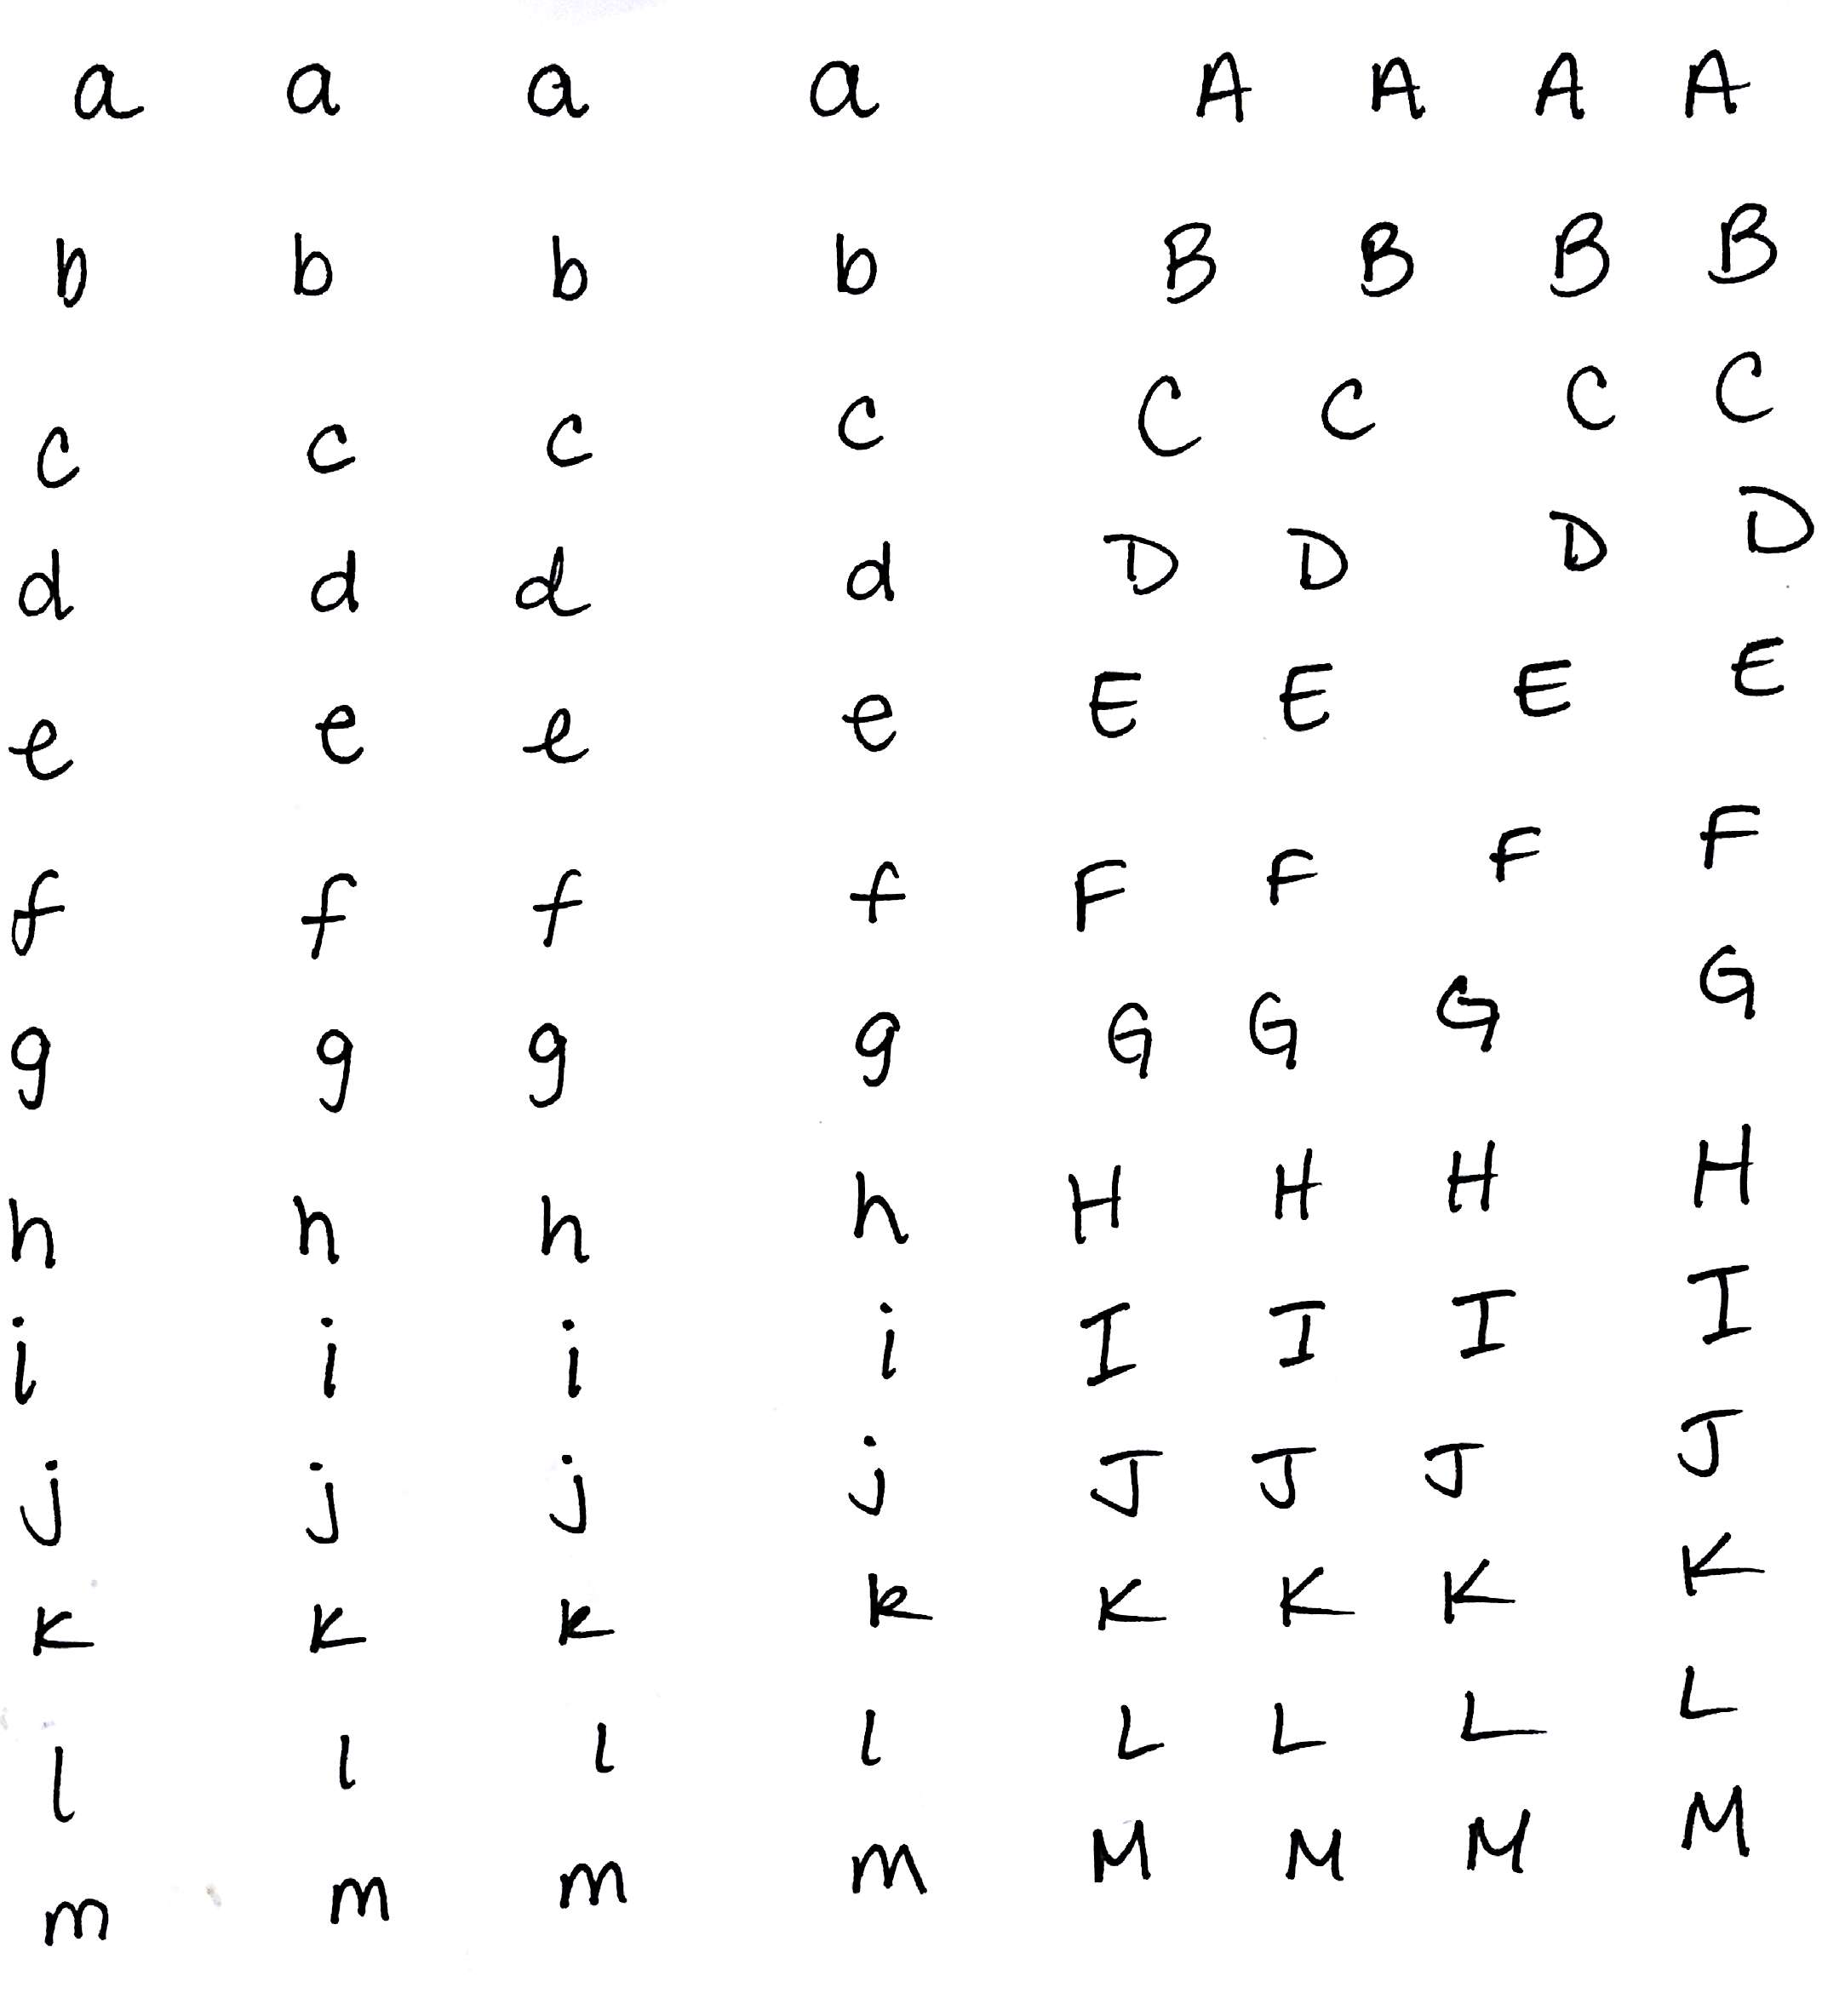 a a a a A A A A
b b b b B B B B
c c c c C C C C
d d d d D D D D
e e e e E E E E
f f f f F F F F
g g g g G G G G
h h h h H H H H
i i i i I I I I
j j j j J J J J
k k k k K K K K
l l l l L L L L
m m m m M M M M